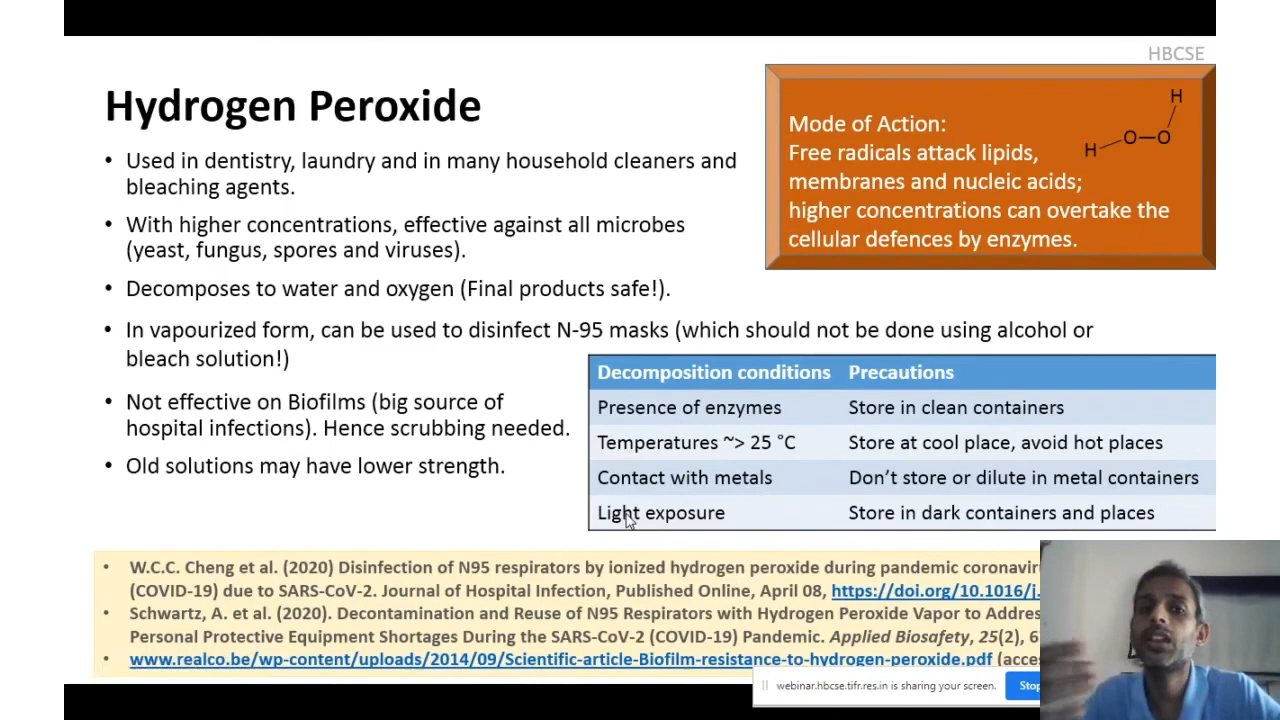 HBCSE
Hydrogen Peroxide
• Used in dentistry, laundry and in many household cleaners and
bleaching agents.
• With higher concentrations, effective against all microbes
(yeast, fungus, spores and viruses).
• Decomposes to water and oxygen (Final products safe!).
• In vapourized form, can be used to disinfect N-95 masks (which should not be done using alcohol or
bleach solution!)
• Not effective on Biofilms (big source of
hospital infections). Hence scrubbing needed.
• Old solutions may have lower strength.
Mode of Action:
Free radicals attack lipids,
membranes and nucleic acids;
higher concentrations can overtake the
cellular defences by enzymes.
H
H O—O
Decomposition conditions Precautions
Presence of enzymes Store in clean containers
Temperatures ~> 25 °C Store at cool place, avoid hot places
Contact with metals Don’t store or dilute in metal containers
Light exposure Store in dark containers and places
• W.C.C. Cheng et al. (2020) Disinfection of N95 respirators by ionized hydrogen peroxide during pandemic coronavir
(COVID-19) due to SARS-CoV-2. Journal of Hospital Infection, Published Online, April 08, https://doi.org/10.1016/j.
• Schwartz, A. et al. (2020). Decontamination and Reuse of N95 Respirators with Hydrogen Peroxide Vapor to Addres
Personal Protective Equipment Shortages During the SARS-CoV-2 (COVID-19) Pandemic. Applied Biosafety, 25(2), 6
• www.realco.be/wp-content/uploads/2014/09/Scientific-article-Biofilm-resistance-to-hydrogen-peroxide.pdf (acces
webinar.hbcse.tifr.res.in is sharing your screen. Stop